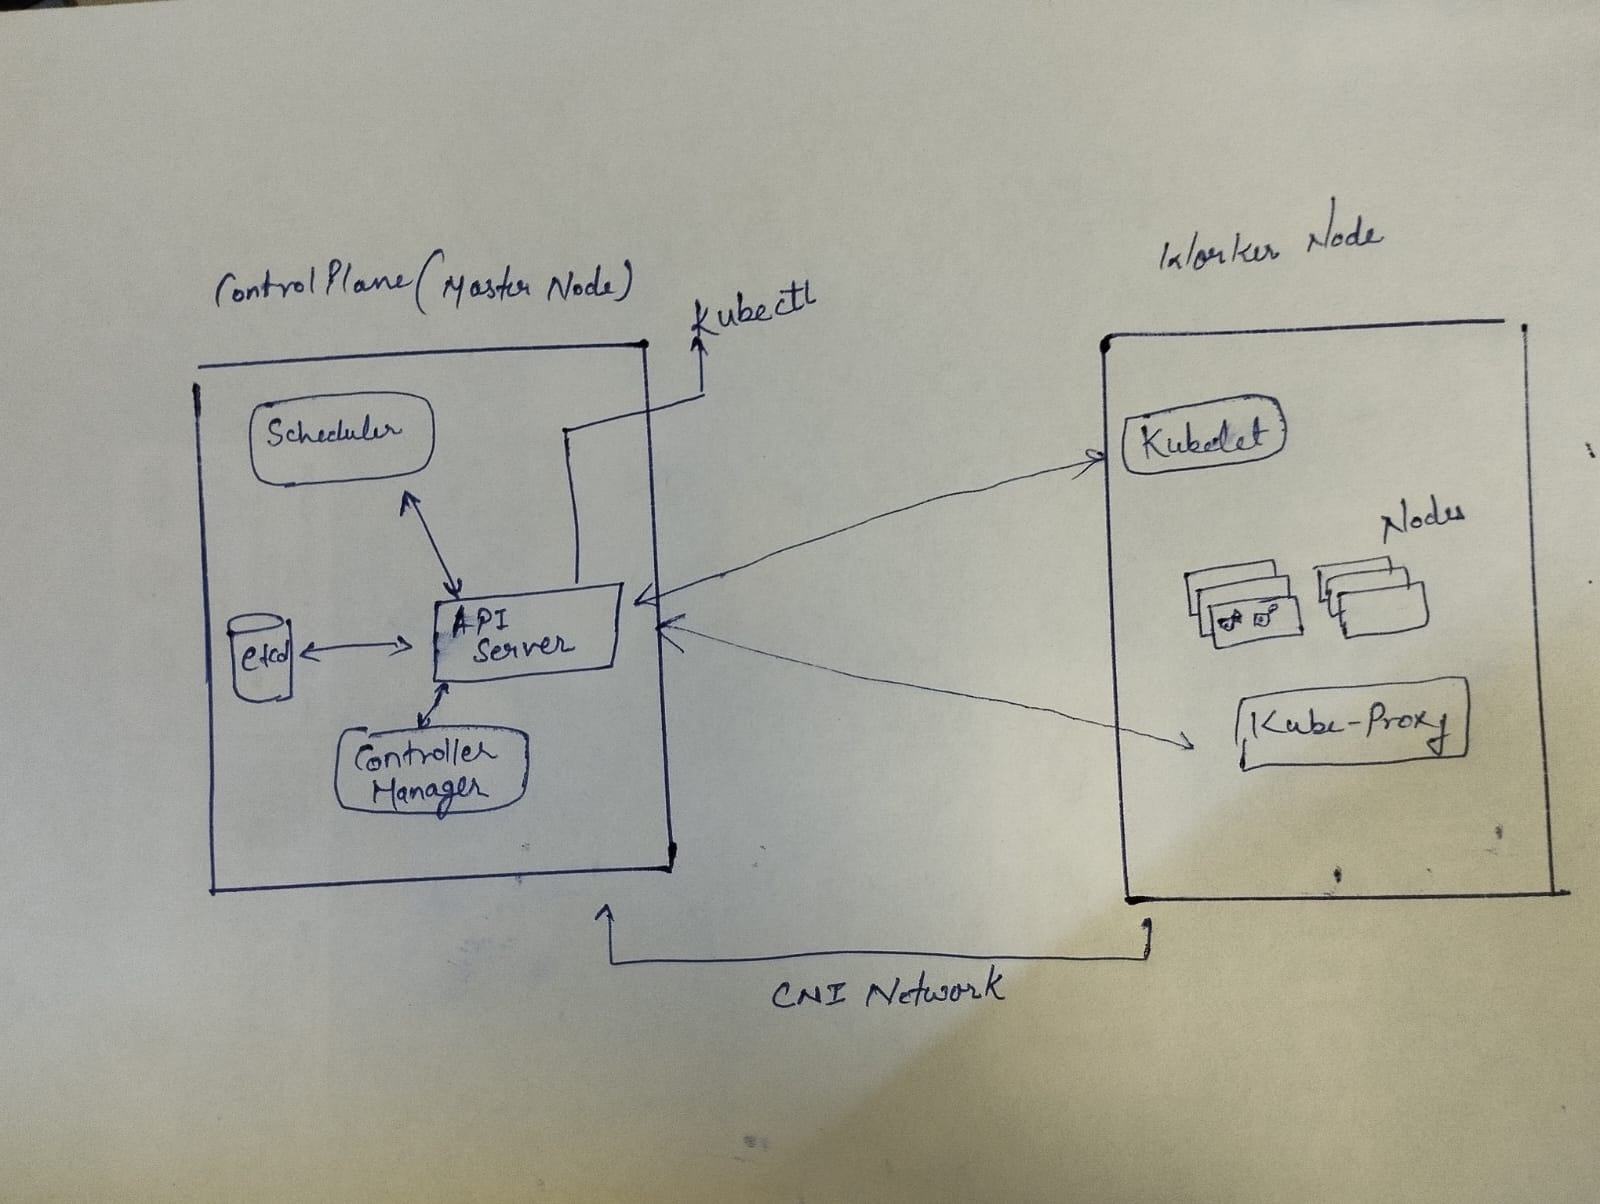 Control Plane (Master Node)
Kubectl
Scheduler
API
Server
etcd
Controller
Manager
Worker Node
Kubelet
Nodes
Kube-Proxy
CNI Network